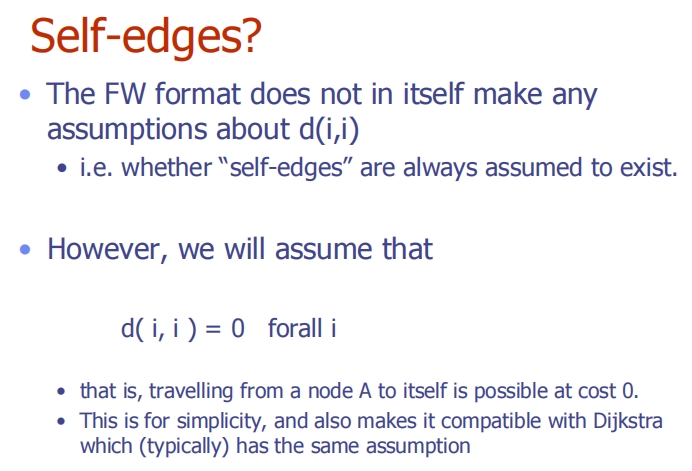 Self-edges?
• The FW format does not in itself make any
assumptions about d(i,i)
• i.e. whether “self-edges” are always assumed to exist.
• However, we will assume that
d( i, i ) = 0 forall i
• that is, travelling from a node A to itself is possible at cost 0.
• This is for simplicity, and also makes it compatible with Dijkstra
which (typically) has the same assumption